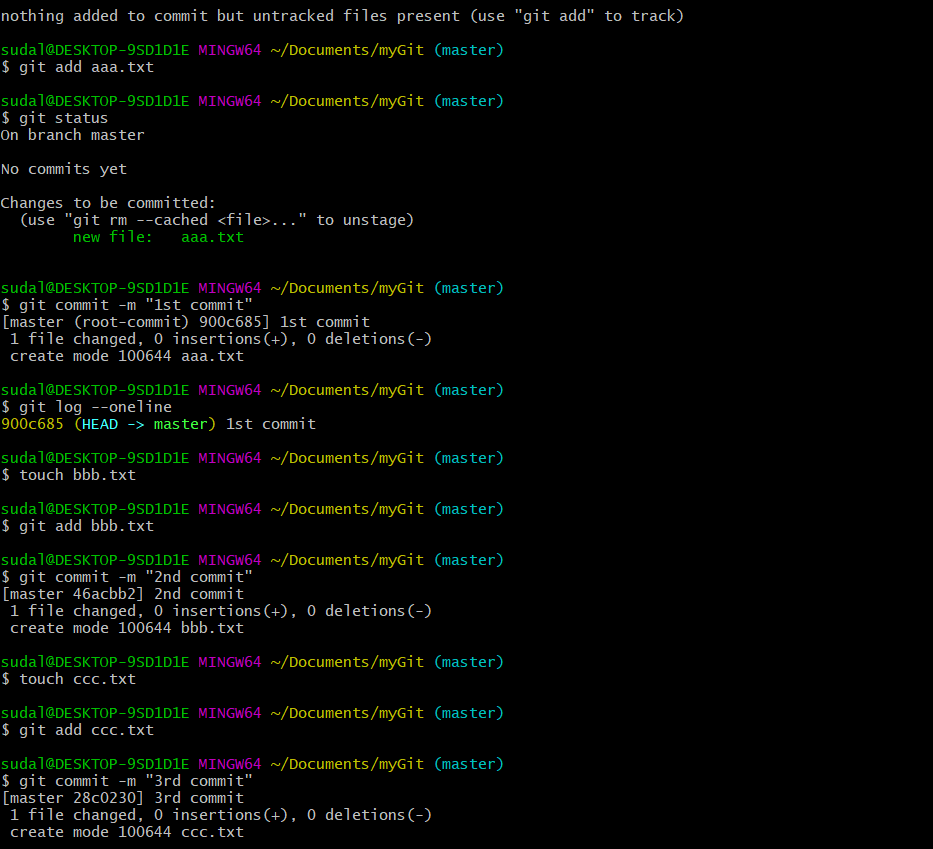 nothing added to commit but untracked files present (use "git add" to track)
sudal@DESKTOP-9SD1D1E MINGW64 ~/Documents/myGit (master)
$ git add aaa.txt
sudal@DESKTOP-9SD1D1E MINGW64 ~/Documents/myGit (master)
$ git status
On branch master
No commits yet
Changes to be committed:
  (use "git rm --cached <file>..." to unstage)
        new file:   aaa.txt
sudal@DESKTOP-9SD1D1E MINGW64 ~/Documents/myGit (master)
$ git commit -m "1st commit"
[master (root-commit) 900c685] 1st commit
 1 file changed, 0 insertions(+), 0 deletions(-)
 create mode 100644 aaa.txt
sudal@DESKTOP-9SD1D1E MINGW64 ~/Documents/myGit (master)
$ git log --oneline
900c685 (HEAD -> master) 1st commit
sudal@DESKTOP-9SD1D1E MINGW64 ~/Documents/myGit (master)
$ touch bbb.txt
sudal@DESKTOP-9SD1D1E MINGW64 ~/Documents/myGit (master)
$ git add bbb.txt
sudal@DESKTOP-9SD1D1E MINGW64 ~/Documents/myGit (master)
$ git commit -m "2nd commit"
[master 46acbb2] 2nd commit
 1 file changed, 0 insertions(+), 0 deletions(-)
 create mode 100644 bbb.txt
sudal@DESKTOP-9SD1D1E MINGW64 ~/Documents/myGit (master)
$ touch ccc.txt
sudal@DESKTOP-9SD1D1E MINGW64 ~/Documents/myGit (master)
$ git add ccc.txt
sudal@DESKTOP-9SD1D1E MINGW64 ~/Documents/myGit (master)
$ git commit -m "3rd commit"
[master 28c0230] 3rd commit
 1 file changed, 0 insertions(+), 0 deletions(-)
 create mode 100644 ccc.txt